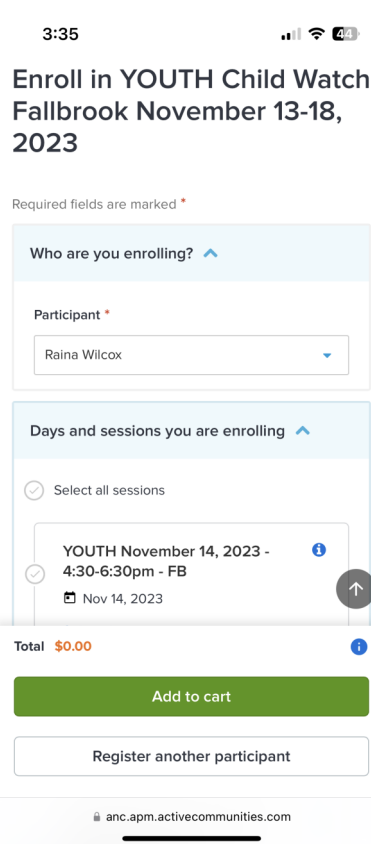 3:35
44
Enroll in YOUTH Child Watch
Fallbrook November 13-18,
2023
Required fields are marked *
Who are you enrolling?
Participant *
Raina Wilcox
Days and sessions you are enrolling
Select all sessions
YOUTH November 14, 2023 -
4:30-6:30pm - FB
Nov 14, 2023
Total $0.00
Add to cart
Register another participant
anc.apm.activecommunities.com